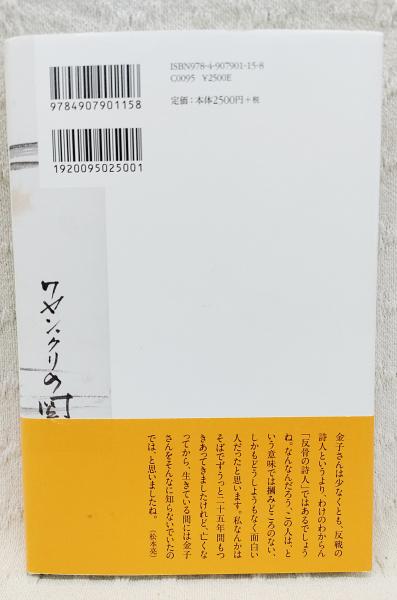 ISBN978-4-907901-15-8
C0095 ¥2500E
定価：本体2500円+税
9784907901158
1920095025001
ワヤン・クリの闇
金子さんは少なくとも、反戦の
詩人というより、わけのわからん
「反骨の詩人」ではあるでしょう
ね。なんなんだろう、この人は、と
いう意味では掴みどころのない、
しかもどうしようもなく面白い
人だったと思います。私なんかは
そばでずうっと二十五年間もつ
きあってきましたけれど、亡くな
ってから、生きている間には金子
さんをそんなに知らないでいたの
では、と思いましたね。
（松本亮）